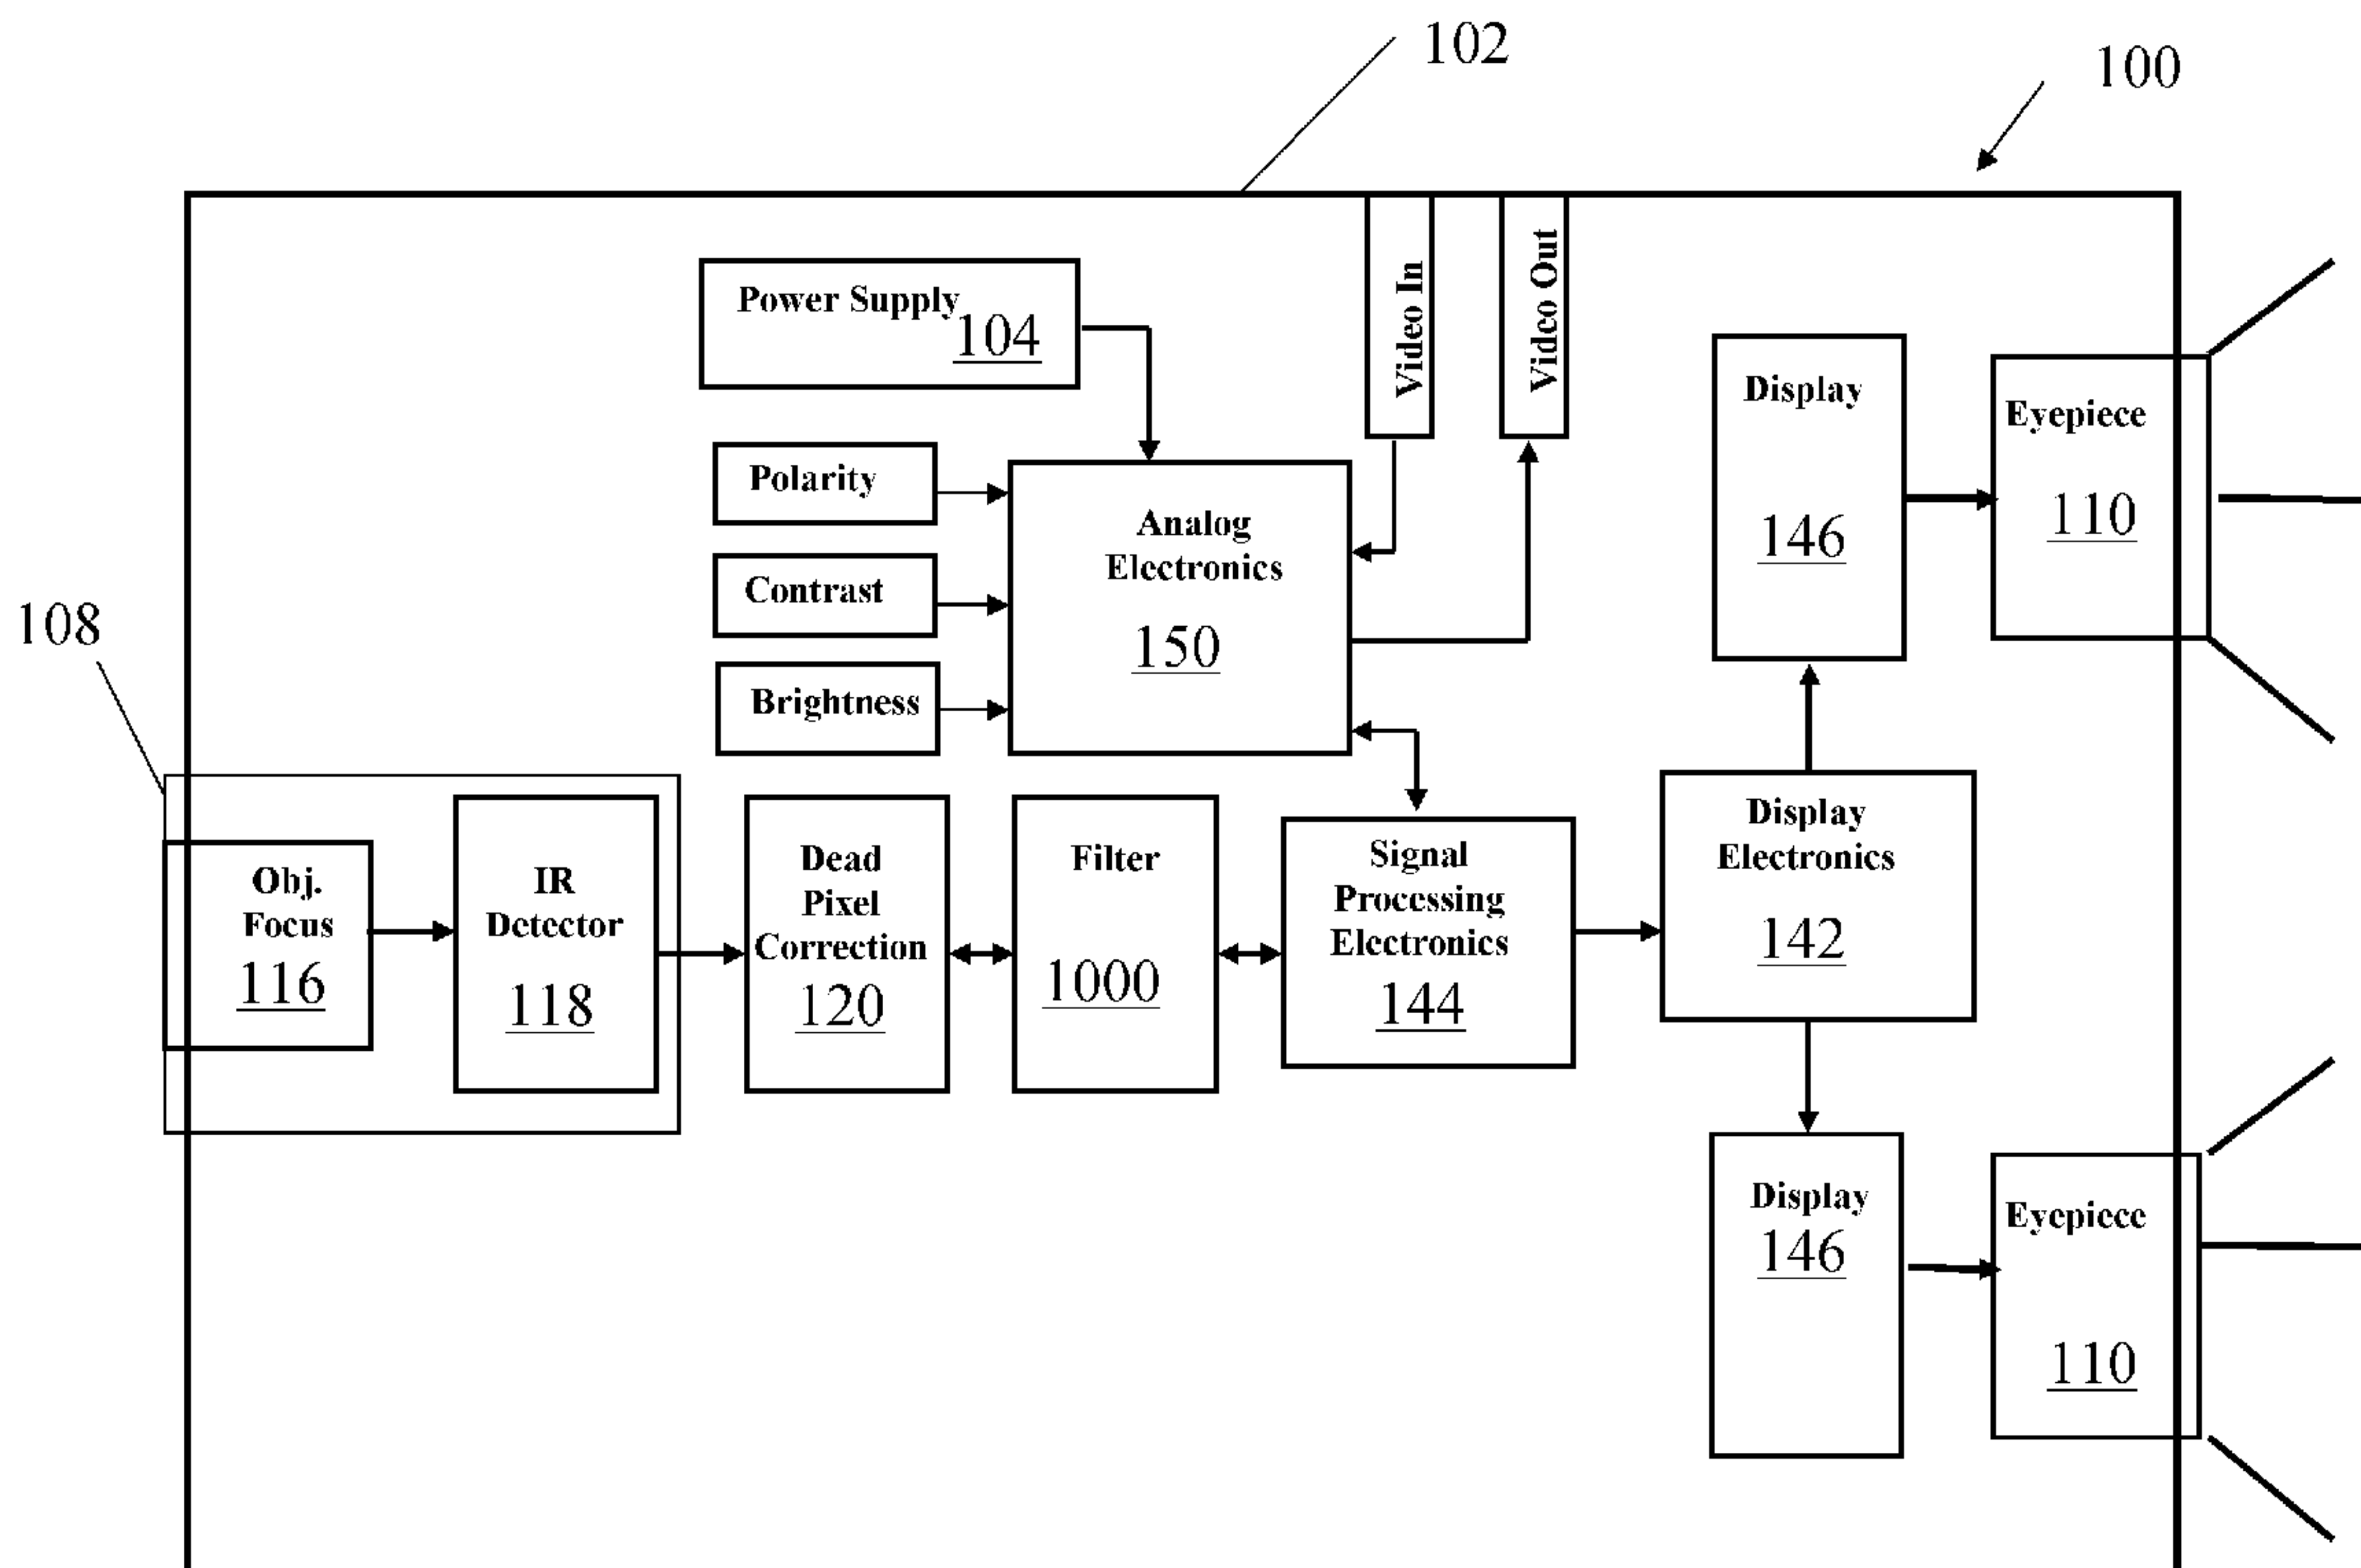 102
100
Power Supply
104
Video In
Video Out
Polarity
Contrast
Brightness
Analog
Electronics
150
Display
146
Eyepiece
110
108
Obj.
Focus
116
IR
Detector
118
Dead
Pixel
Correction
120
Filter
1000
Signal
Processing
Electronics
144
Display
Electronics
142
Display
146
Eyepiece
110